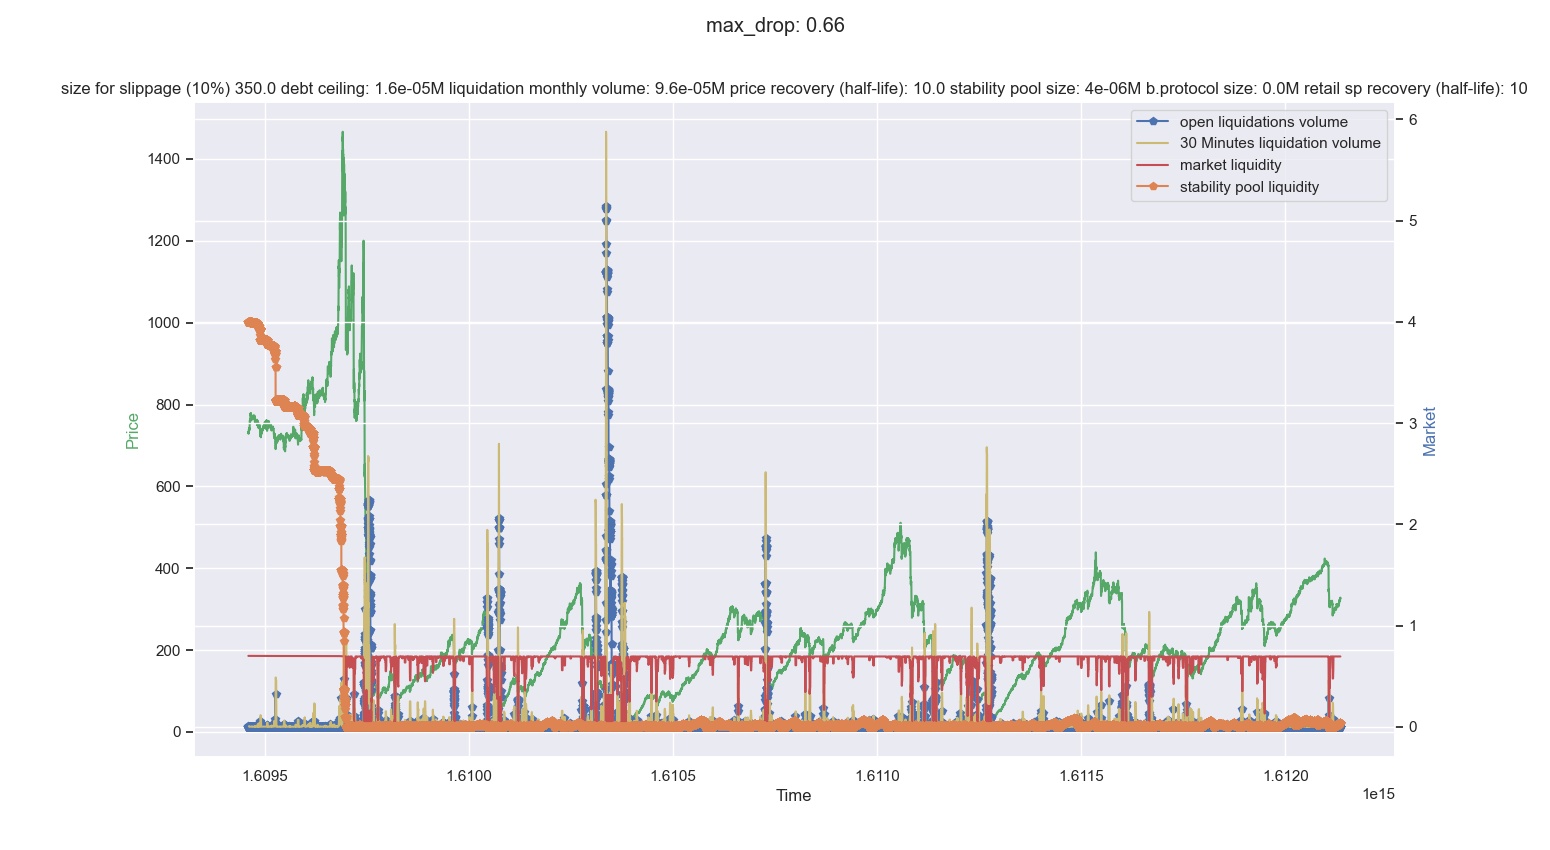 max_drop: 0.66
size for slippage (10%) 350.0 debt ceiling: 1.6e-05M liquidation monthly volume: 9.6e-05M price recovery (half-life): 10.0 stability pool size: 4e-06M b.protocol size: 0.0M retail sp recovery (half-life): 10
open liquidations volume
30 Minutes liquidation volume
market liquidity
stability pool liquidity
1400
1200
1000
800
600
400
200
0
Price
6
5
4
3
2
1
0
Market
1.6095 1.6100 1.6105 1.6110 1.6115 1.6120
1e15
Time